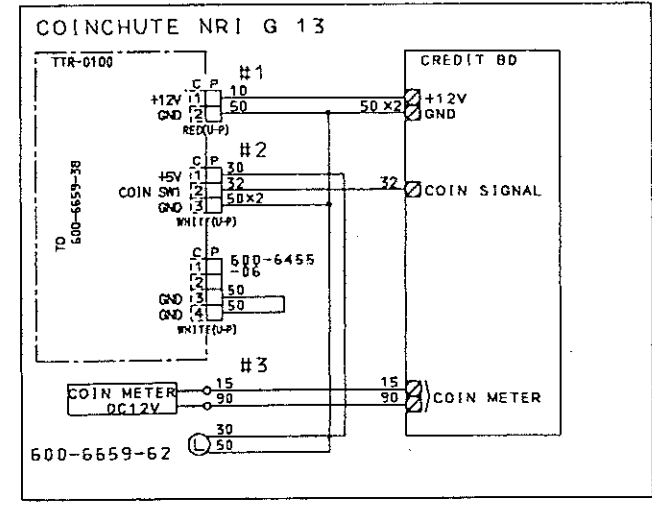 COINCHUTE NRI G 13
TTR-0100
CREDIT BD
#1
C P
+12V 1 10
GND 2 50
RED(U-P)
50×2
+12V
GND
#2
C P
+5V 1 30
COIN SW1 2 32
GND 3 50×2
WHITE(U-P)
32
COIN SIGNAL
TO
600-6659-38
C P
1 600-6455
2 -06
GND 3 50
GND 4 50
WHITE(U-P)
#3
COIN METER
DC12V
15
90
15
90
COIN METER
600-6659-62
L
30
50